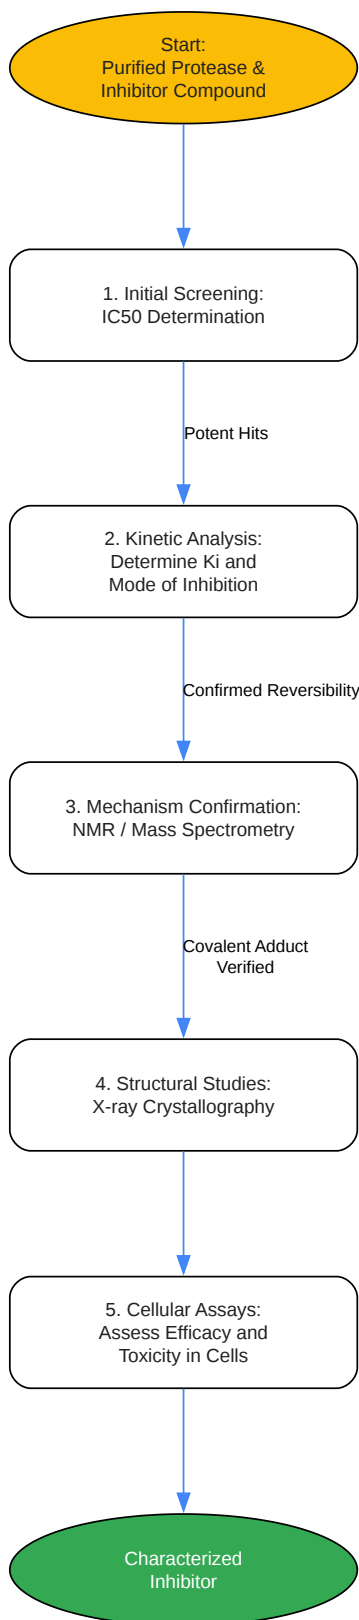 Start:
Purified Protease &
Inhibitor Compound
1. Initial Screening:
IC50 Determination
Potent Hits
2. Kinetic Analysis:
Determine Ki and
Mode of Inhibition
Confirmed Reversibility
3. Mechanism Confirmation:
NMR / Mass Spectrometry
Covalent Adduct
Verified
4. Structural Studies:
X-ray Crystallography
5. Cellular Assays:
Assess Efficacy and
Toxicity in Cells
Characterized
Inhibitor